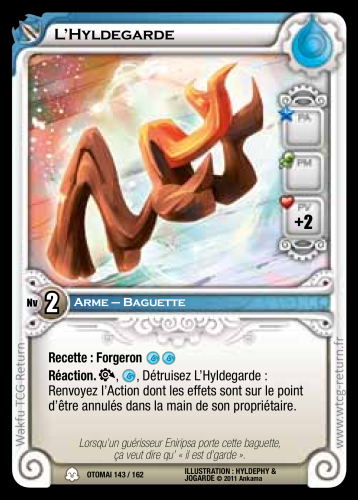 L'HYLDEGARDE
PA
PM
PV
+2
Nv 2 ARME – BAGUETTE
Recette : Forgeron
Réaction. , , Détruisez L'Hyldegarde :
Renvoyez l'Action dont les effets sont sur le point
d'être annulés dans la main de son propriétaire.
Lorsqu'un guérisseur Eniripsa porte cette baguette,
ça veut dire qu' « il est d'garde ».
OTOMAI 143 / 162
ILLUSTRATION : HYLDEPHY &
JOGARDE © 2011 Ankama
Wakfu TCG Return
www.wtcg-return.fr